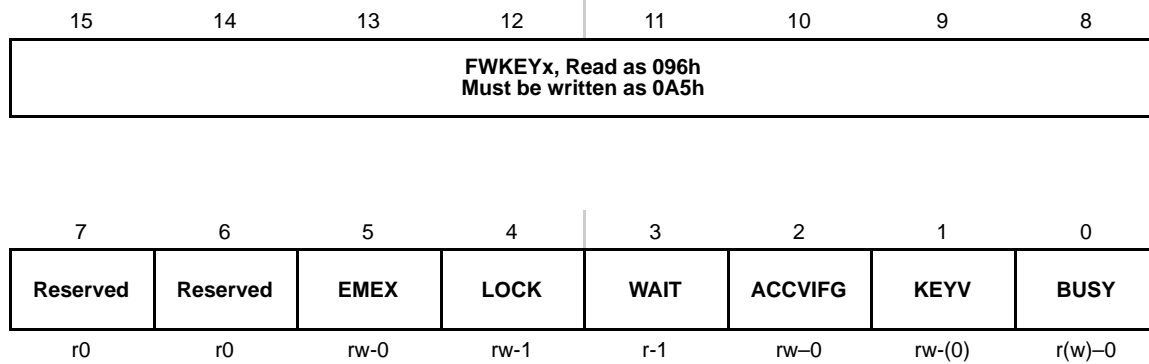 15 14 13 12 11 10 9 8
FWKEYx, Read as 096h
Must be written as 0A5h
7 6 5 4 3 2 1 0
Reserved Reserved EMEX LOCK WAIT ACCVIFG KEYV BUSY
r0 r0 rw-0 rw-1 r-1 rw–0 rw-(0) r(w)–0